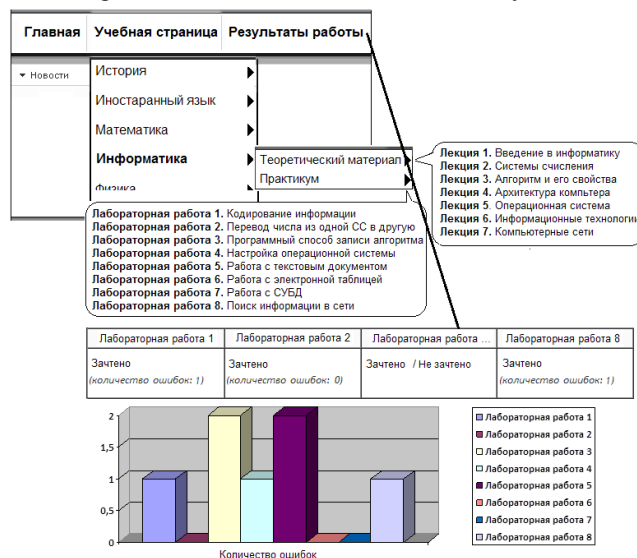 Главная Учебная страница Результаты работы
Новости
История
Иностаранный язык
Математика
Информатика
Физика
Теоретический материал
Практикум
Лекция 1. Введение в информатику
Лекция 2. Системы счисления
Лекция 3. Алгоритм и его свойства
Лекция 4. Архитектура компьтера
Лекция 5. Операционная система
Лекция 6. Информационные технологии
Лекция 7. Компьютерные сети
Лабораторная работа 1. Кодирование информации
Лабораторная работа 2. Перевод числа из одной СС в другую
Лабораторная работа 3. Программный способ записи алгоритма
Лабораторная работа 4. Настройка операционной системы
Лабораторная работа 5. Работа с текстовым документом
Лабораторная работа 6. Работа с электронной таблицей
Лабораторная работа 7. Работа с СУБД
Лабораторная работа 8. Поиск информации в сети
Лабораторная работа 1 Лабораторная работа 2 Лабораторная работа ... Лабораторная работа 8
Зачтено Зачтено Зачтено / Не зачтено Зачтено
(количество ошибок: 1) (количество ошибок: 0) (количество ошибок: 1)
2
1,5
1
0,5
0
Количество ошибок
Лабораторная работа 1
Лабораторная работа 2
Лабораторная работа 3
Лабораторная работа 4
Лабораторная работа 5
Лабораторная работа 6
Лабораторная работа 7
Лабораторная работа 8